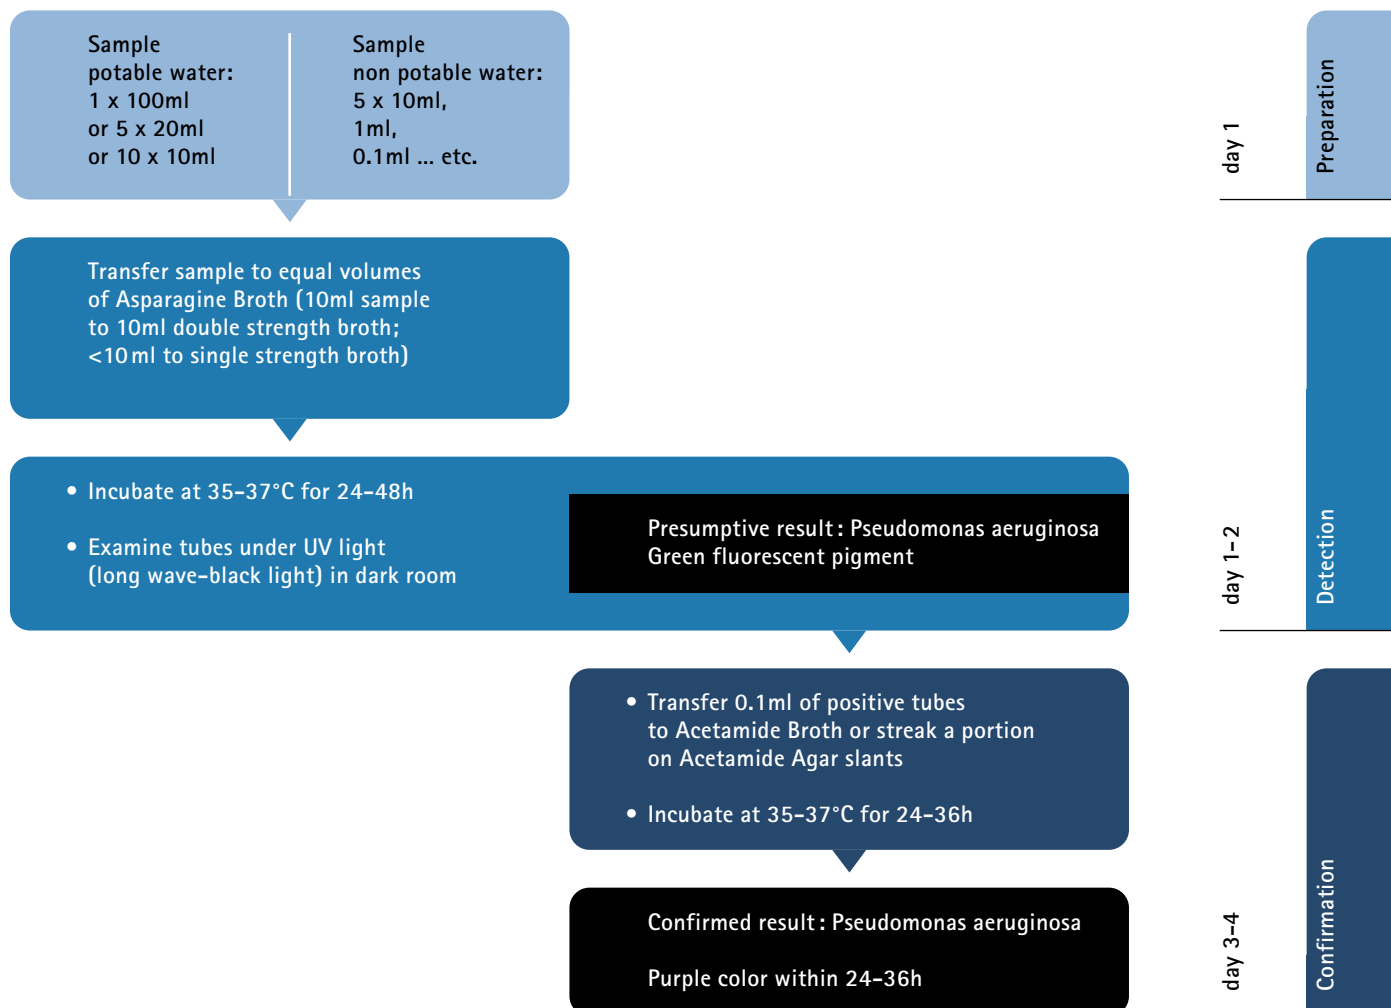 Sample
potable water:
1 x 100ml
or 5 x 20ml
or 10 x 10ml
Sample
non potable water:
5 x 10ml,
1ml,
0.1ml ... etc.
day 1
Preparation
Transfer sample to equal volumes
of Asparagine Broth (10ml sample
to 10ml double strength broth;
<10 ml to single strength broth)
• Incubate at 35-37°C for 24-48h
• Examine tubes under UV light
(long wave-black light) in dark room
Presumptive result: Pseudomonas aeruginosa
Green fluorescent pigment
day 1-2
Detection
• Transfer 0.1ml of positive tubes
to Acetamide Broth or streak a portion
on Acetamide Agar slants
• Incubate at 35-37°C for 24-36h
Confirmed result: Pseudomonas aeruginosa
Purple color within 24-36h
day 3-4
Confirmation